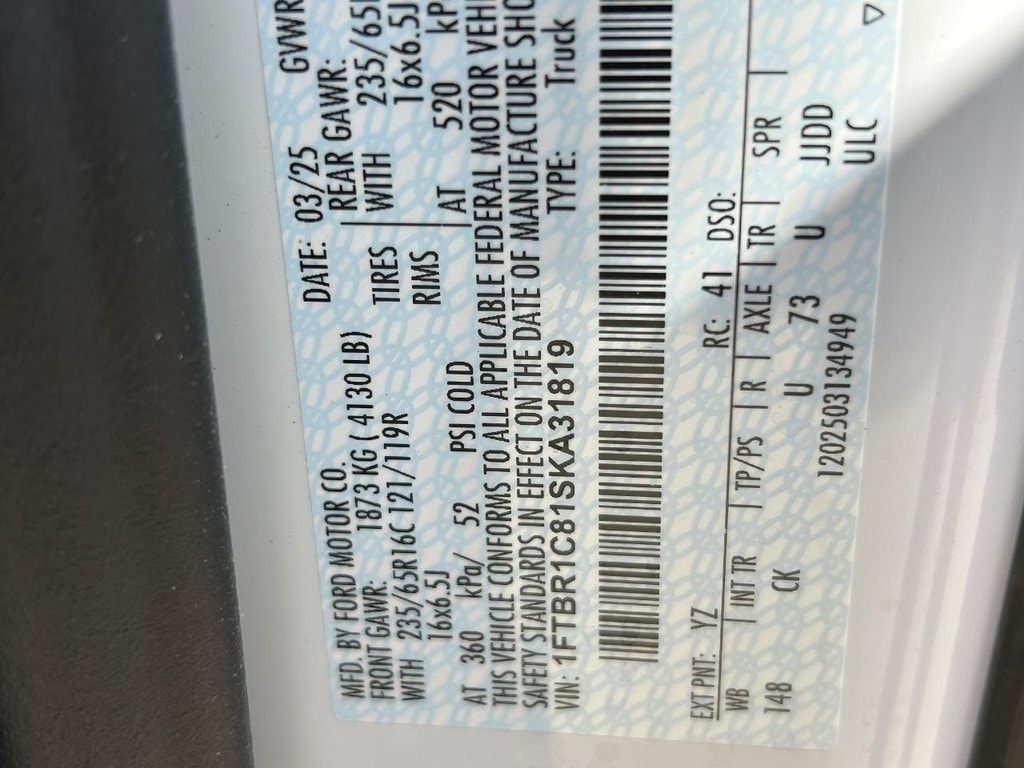 MFD. BY FORD MOTOR CO. DATE: 03/25 GVWR
FRONT GAWR: 1873 KG ( 4130 LB) REAR GAWR:
WITH 235/65R16C 121/119R TIRES WITH 235/65
16x6.5J RIMS 16x6.5J
AT 360 kPa/ 52 PSI COLD AT 520
THIS VEHICLE CONFORMS TO ALL APPLICABLE FEDERAL MOTOR
SAFETY STANDARDS IN EFFECT ON THE DATE OF MANUFACTURE
VIN: 1FTBR1C81SKA31819 TYPE: Truck
EXT PNT: YZ RC: 41 DSO:
WB | INT TR | TP/PS | R | AXLE | TR | SPR |
148 CK U 73 U JJDD
1202503134949 ULC